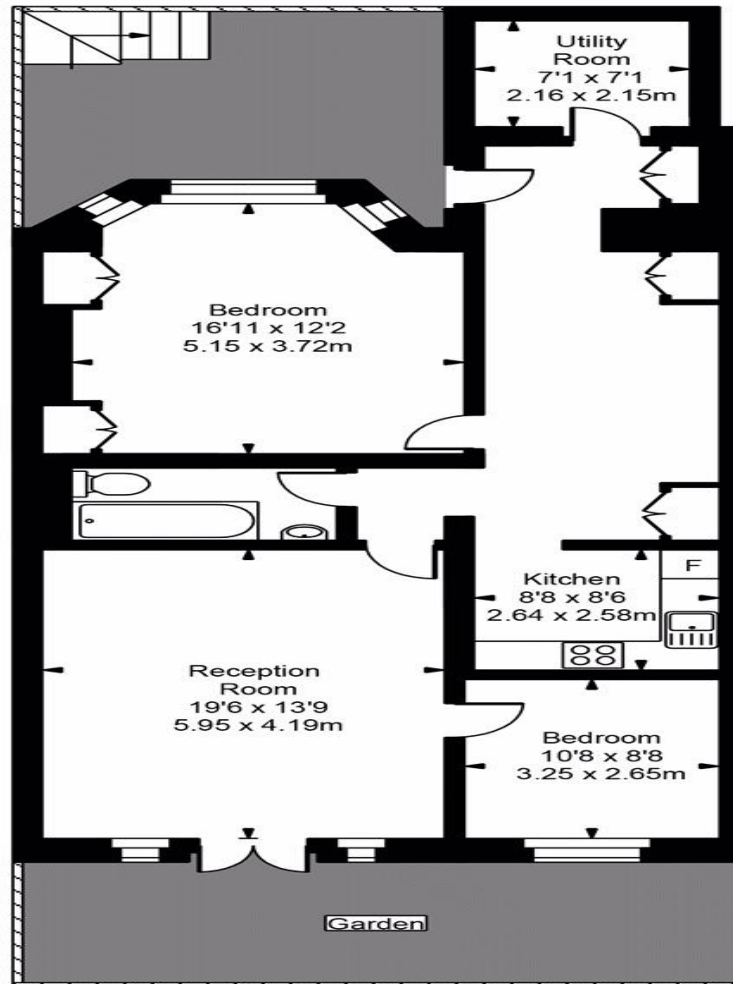 Utility
Room
7'1 x 7'1
2.16 x 2.15m
Bedroom
16'11 x 12'2
5.15 x 3.72m
F
Kitchen
8'8 x 8'6
2.64 x 2.58m
Reception
Room
19'6 x 13'9
5.95 x 4.19m
Bedroom
10'8 x 8'8
3.25 x 2.65m
Garden